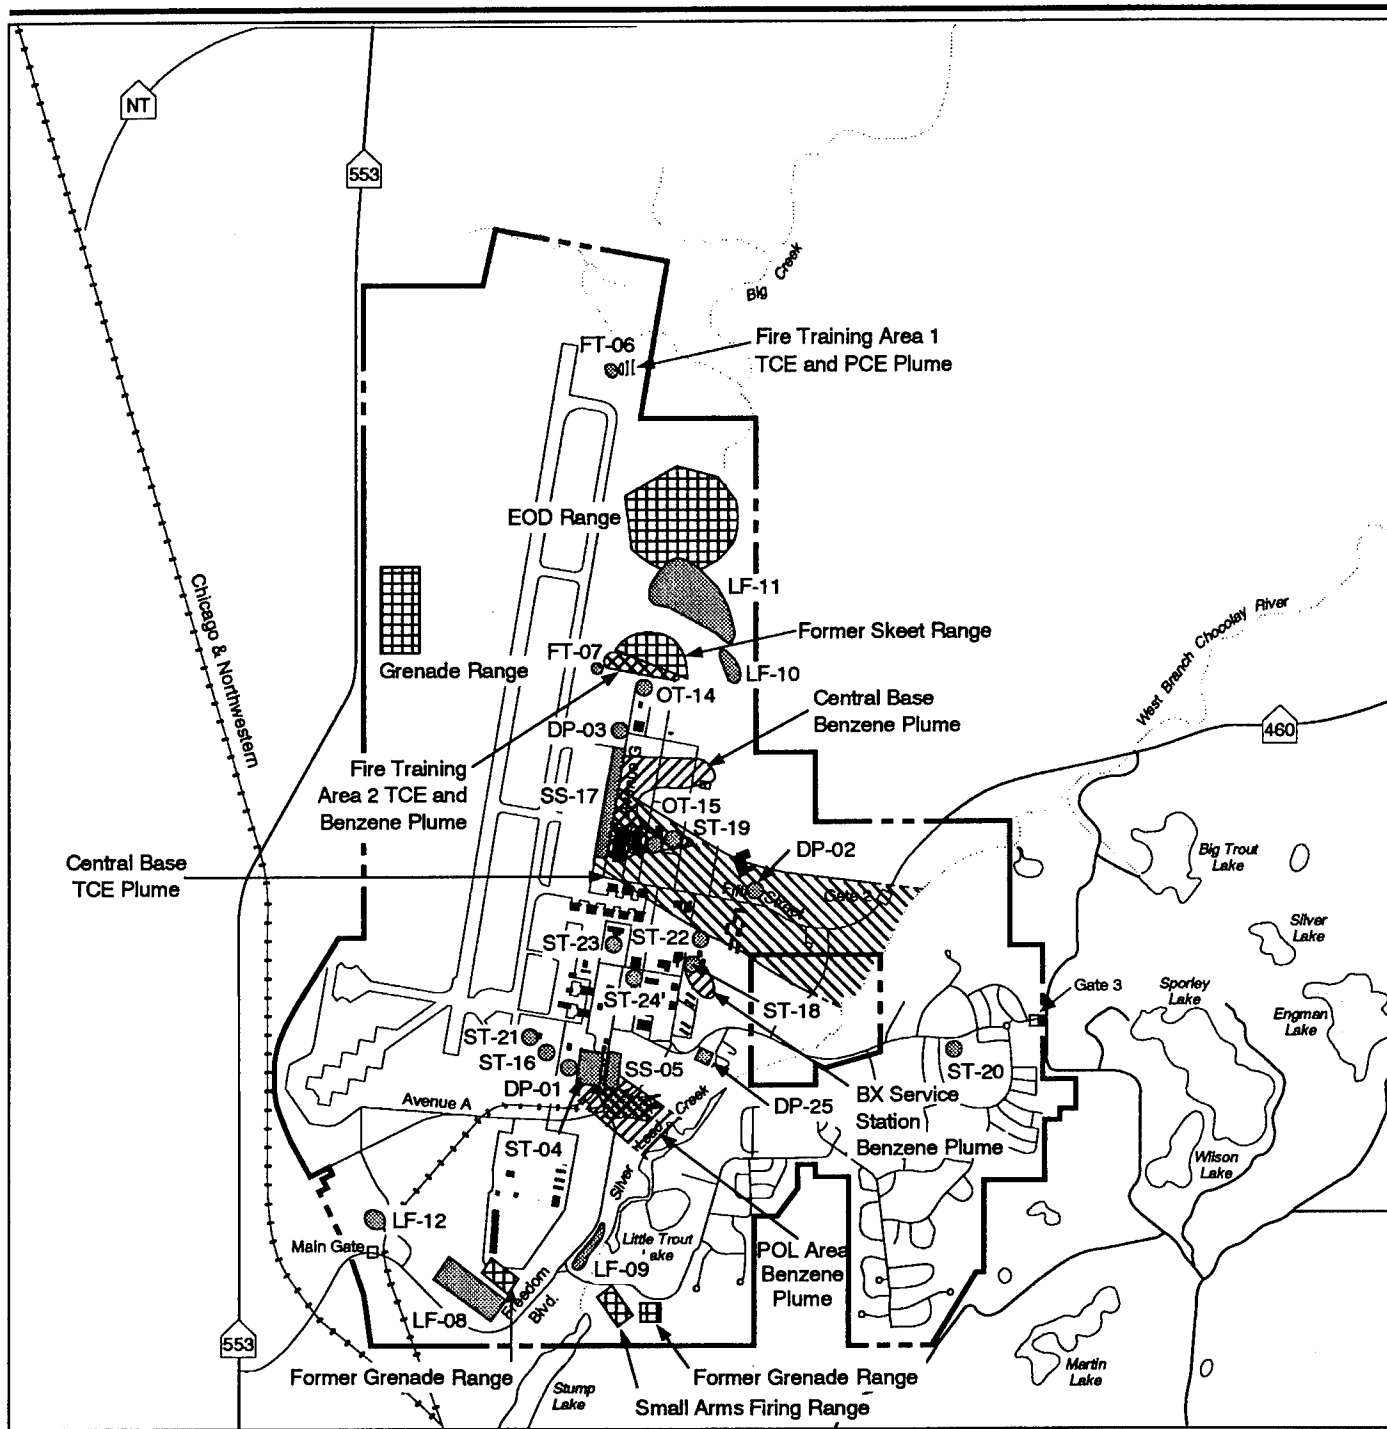 NT
553
Big Creek
FT-06
Fire Training Area 1
TCE and PCE Plume
EOD Range
LF-11
Chicago & Northwestern
West Branch Chocolay River
Former Skeet Range
FT-07
Grenade Range
LF-10
OT-14
Central Base
Benzene Plume
460
DP-03
Fire Training
Area 2 TCE and
Benzene Plume
SS-17
OT-15
ST-19
Big Trout
Lake
Central Base
TCE Plume
DP-02
Fifth Street
Gate 2
Silver
Lake
ST-23
ST-22
ST-24
ST-18
Gate 3
Sporley
Lake
Engman
Lake
ST-21
ST-16
DP-01
SS-05
ST-20
Avenue A
DP-25
BX Service
Station
Benzene Plume
ST-04
Silver Lead Creek
Wilson
Lake
LF-12
Main Gate
Little Trout
Lake
POL Area
Benzene
Plume
LF-09
Freedom
Blvd.
LF-08
553
Former Grenade Range
Former Grenade Range
Martin
Lake
Stump
Lake
Small Arms Firing Range